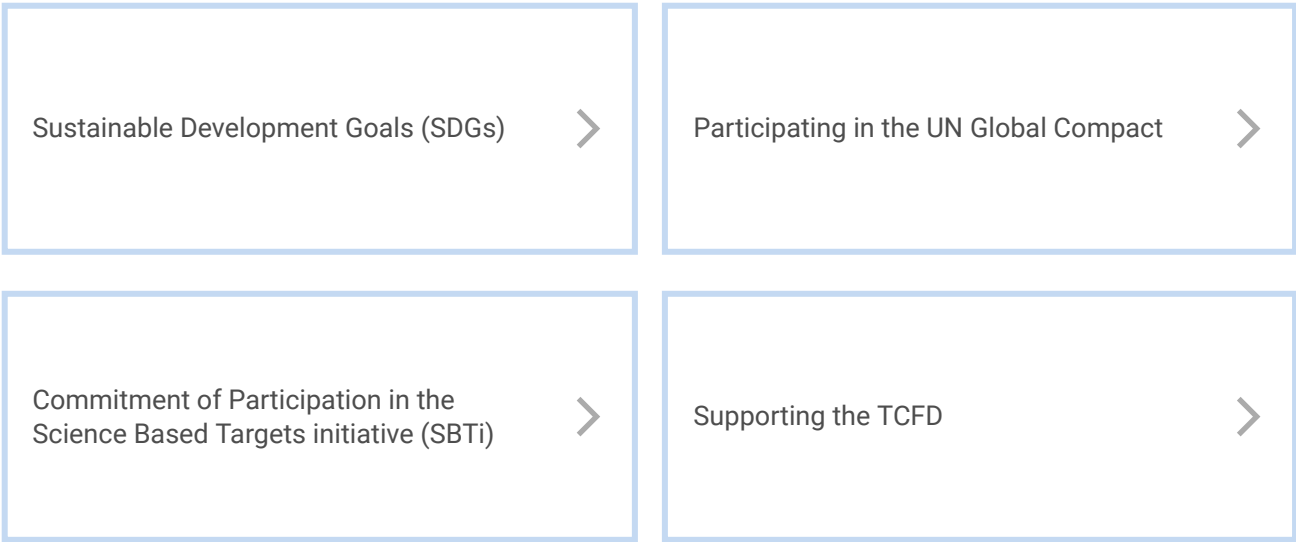 Sustainable Development Goals (SDGs)
Participating in the UN Global Compact
Commitment of Participation in the
Science Based Targets initiative (SBTi)
Supporting the TCFD